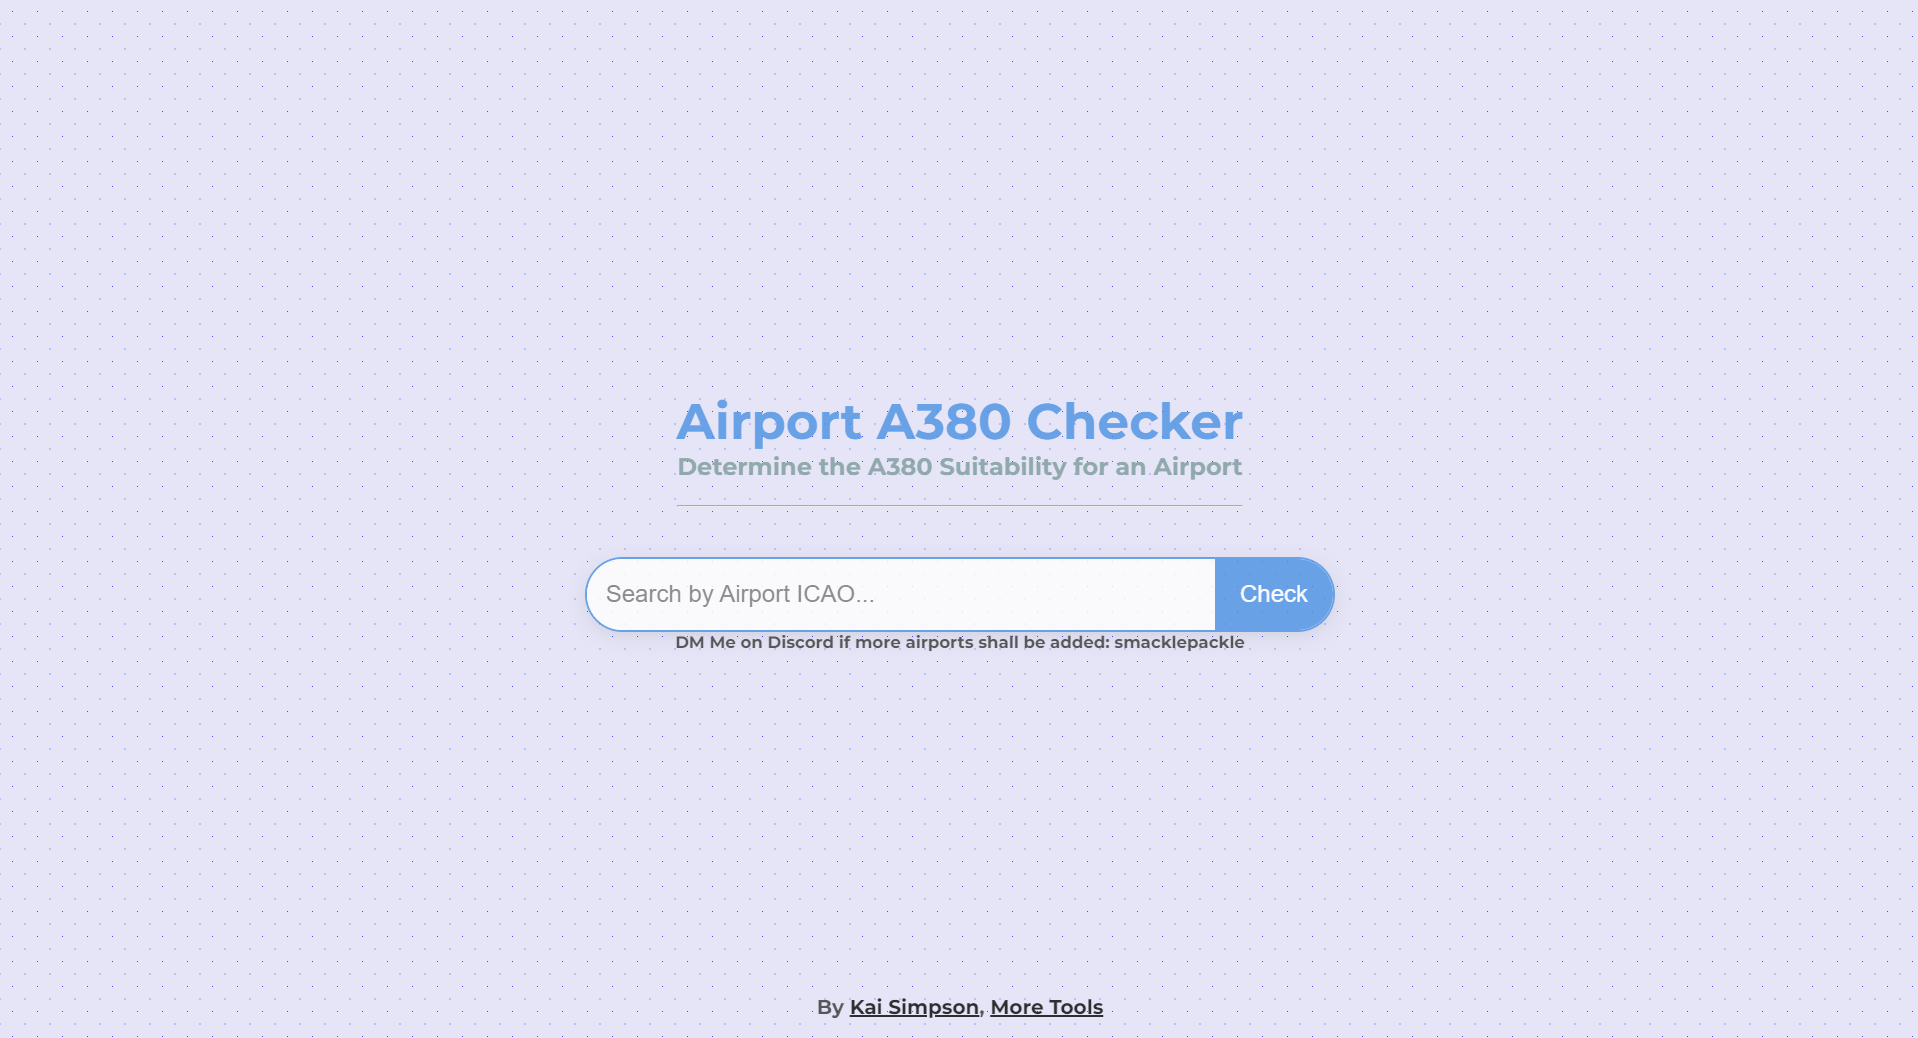 Airport A380 Checker
Determine the A380 Suitability for an Airport
Search by Airport ICAO...
Check
DM Me on Discord if more airports shall be added: smacklepackle
By Kai Simpson, More Tools